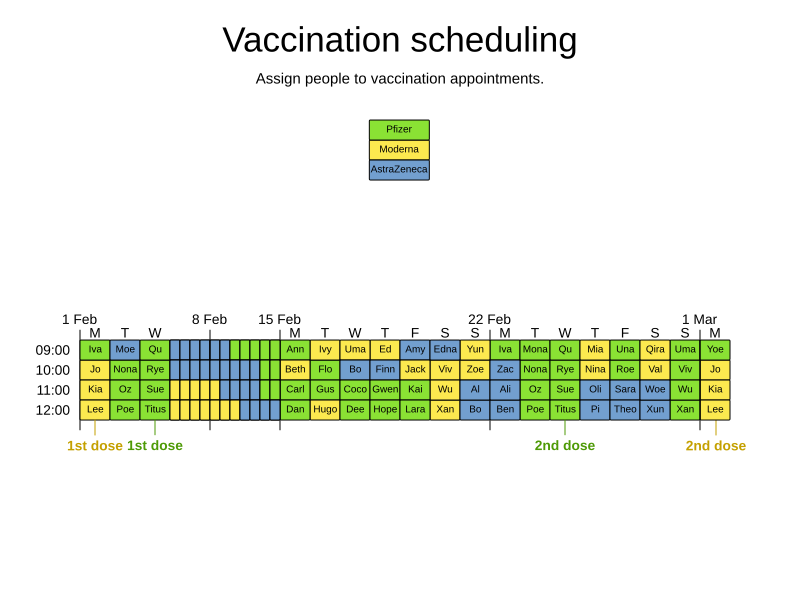 Vaccination scheduling
Assign people to vaccination appointments.
Pfizer
Moderna
AstraZeneca
1 Feb 8 Feb 15 Feb 22 Feb 1 Mar
M T W M T W T F S S M T W T F S S M
09:00 Iva Moe Qu Ann Ivy Uma Ed Amy Edna Yun Iva Mona Qu Mia Una Qira Uma Yoe
10:00 Jo Nona Rye Beth Flo Bo Finn Jack Viv Zoe Zac Nona Rye Nina Roe Val Viv Jo
11:00 Kia Oz Sue Carl Gus Coco Gwen Kai Wu Al Ali Oz Sue Oli Sara Woe Wu Kia
12:00 Lee Poe Titus Dan Hugo Dee Hope Lara Xan Bo Ben Poe Titus Pi Theo Xun Xan Lee
1st dose 1st dose 2nd dose 2nd dose